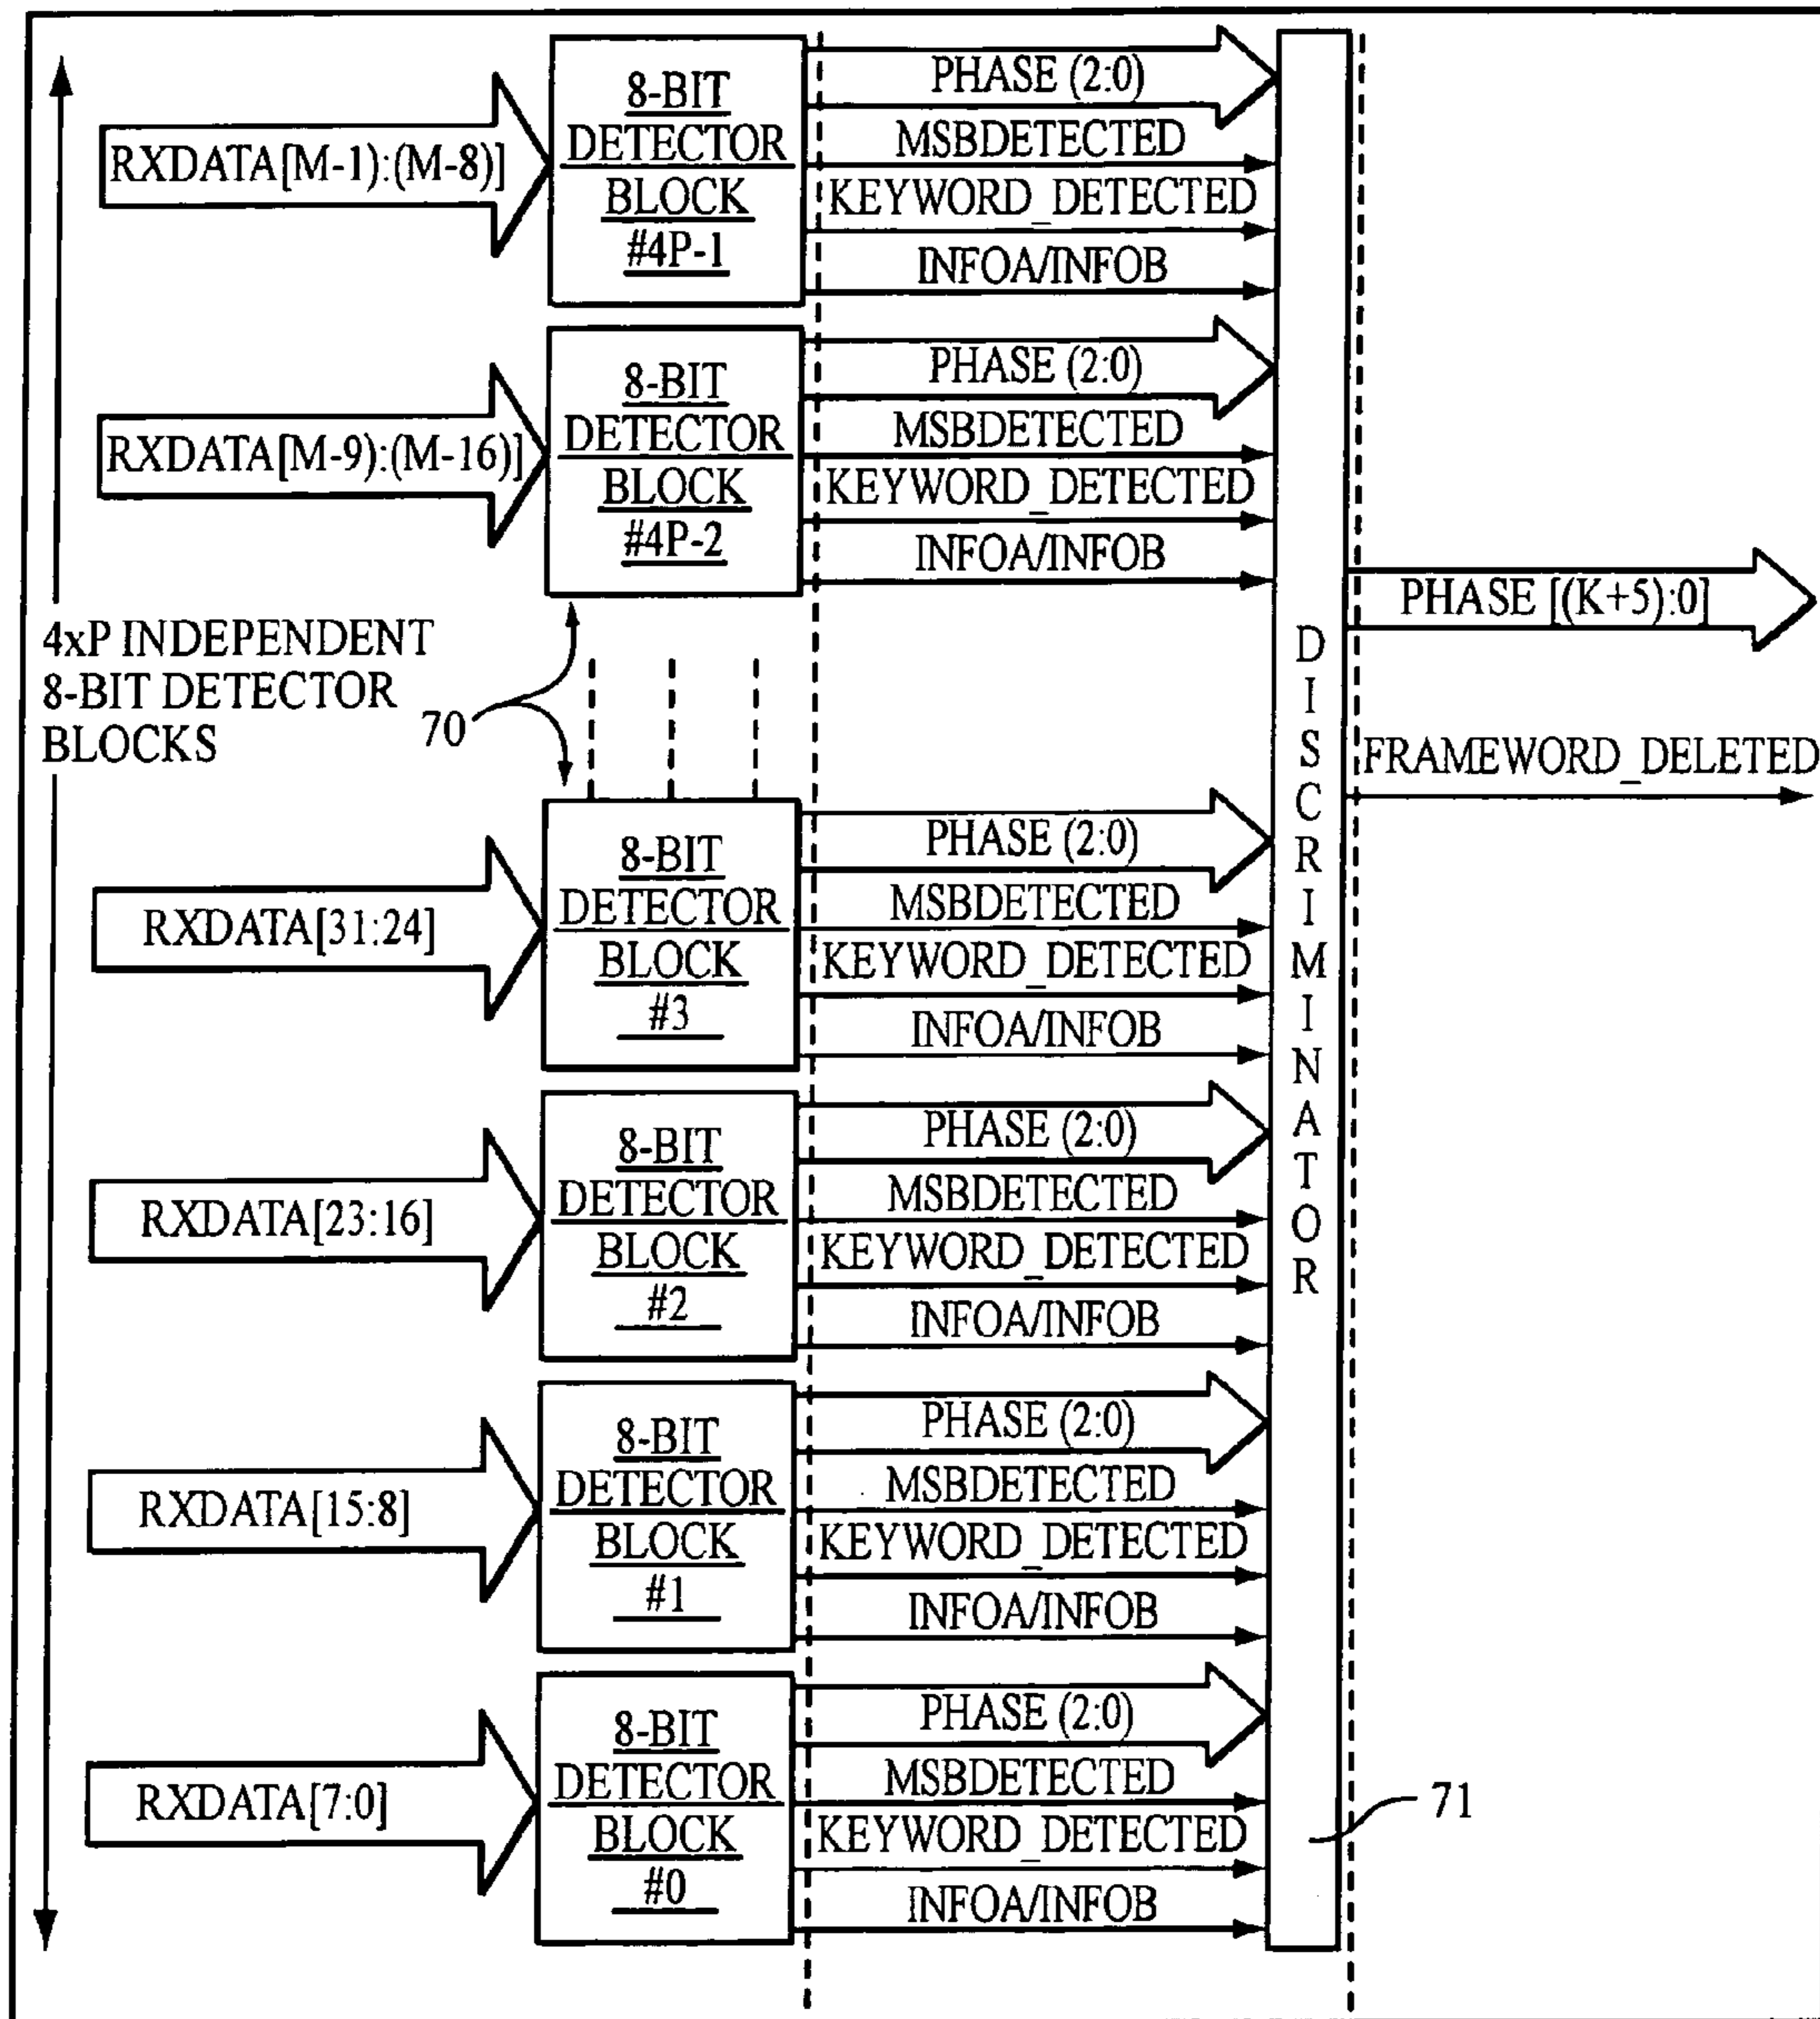 RXDATA[M-1):(M-8)]
8-BIT
DETECTOR
BLOCK
#4P-1
PHASE (2:0)
MSBDETECTED
KEYWORD_DETECTED
INFOA/INFOB
RXDATA[M-9):(M-16)]
8-BIT
DETECTOR
BLOCK
#4P-2
PHASE (2:0)
MSBDETECTED
KEYWORD_DETECTED
INFOA/INFOB
4xP INDEPENDENT
8-BIT DETECTOR
BLOCKS
70
RXDATA[31:24]
8-BIT
DETECTOR
BLOCK
#3
PHASE (2:0)
MSBDETECTED
KEYWORD_DETECTED
INFOA/INFOB
RXDATA[23:16]
8-BIT
DETECTOR
BLOCK
#2
PHASE (2:0)
MSBDETECTED
KEYWORD_DETECTED
INFOA/INFOB
RXDATA[15:8]
8-BIT
DETECTOR
BLOCK
#1
PHASE (2:0)
MSBDETECTED
KEYWORD_DETECTED
INFOA/INFOB
RXDATA[7:0]
8-BIT
DETECTOR
BLOCK
#0
PHASE (2:0)
MSBDETECTED
KEYWORD_DETECTED
INFOA/INFOB
DISCRIMINATOR
71
PHASE [(K+5):0]
FRAMEWORD_DELETED